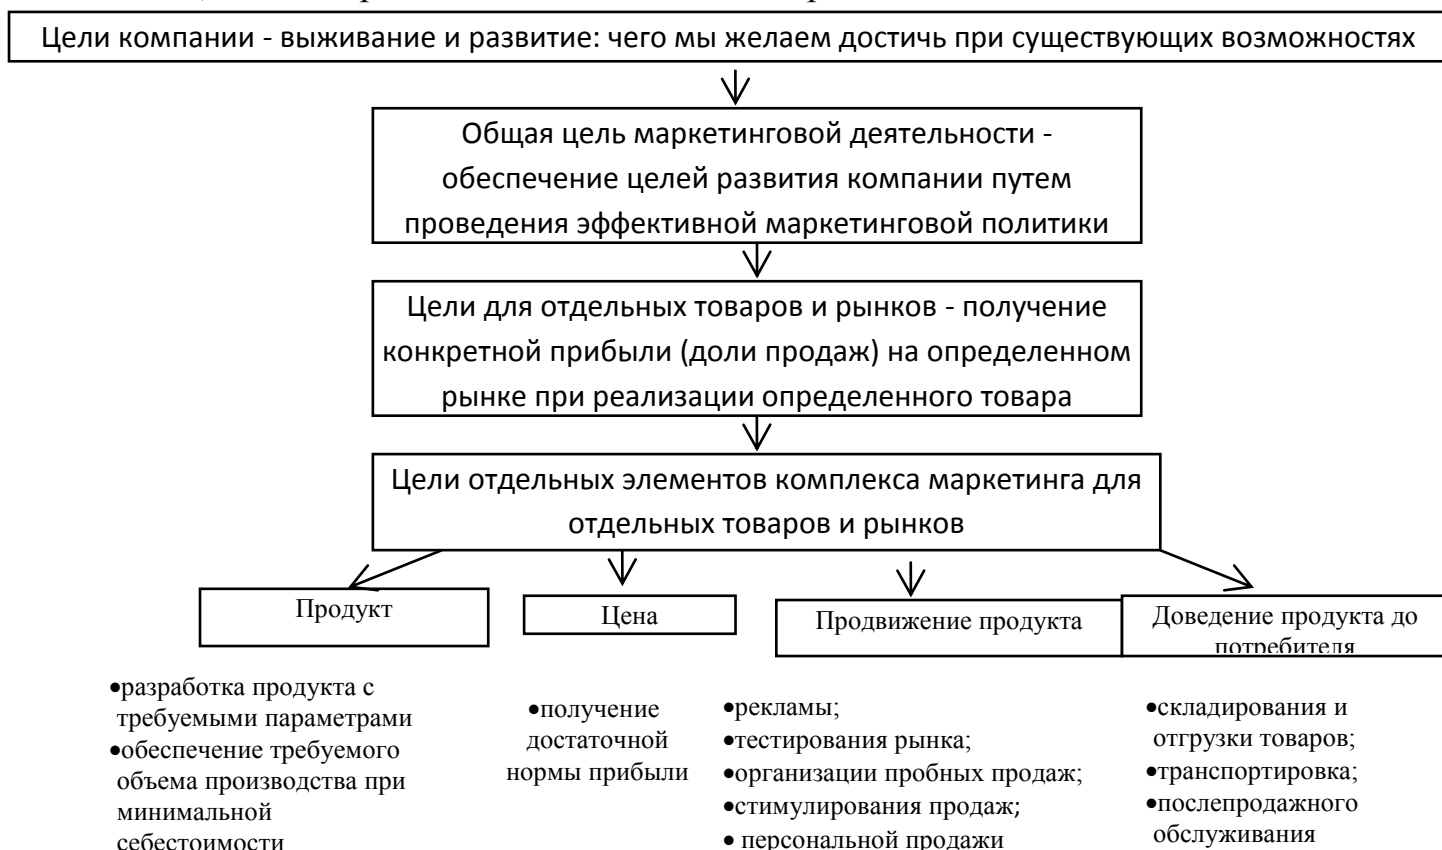 Цели компании - выживание и развитие: чего мы желаем достичь при существующих возможностях
Общая цель маркетинговой деятельности -
обеспечение целей развития компании путем
проведения эффективной маркетинговой политики
Цели для отдельных товаров и рынков - получение
конкретной прибыли (доли продаж) на определенном
рынке при реализации определенного товара
Цели отдельных элементов комплекса маркетинга для
отдельных товаров и рынков
Продукт
Цена
Продвижение продукта
Доведение продукта до
потребителя
•разработка продукта с
требуемыми параметрами
•обеспечение требуемого
объема производства при
минимальной
себестоимости
•получение
достаточной
нормы прибыли
•рекламы;
•тестирования рынка;
•организации пробных продаж;
•стимулирования продаж;
• персональной продажи
•складирования и
отгрузки товаров;
•транспортировка;
•послепродажного
обслуживания